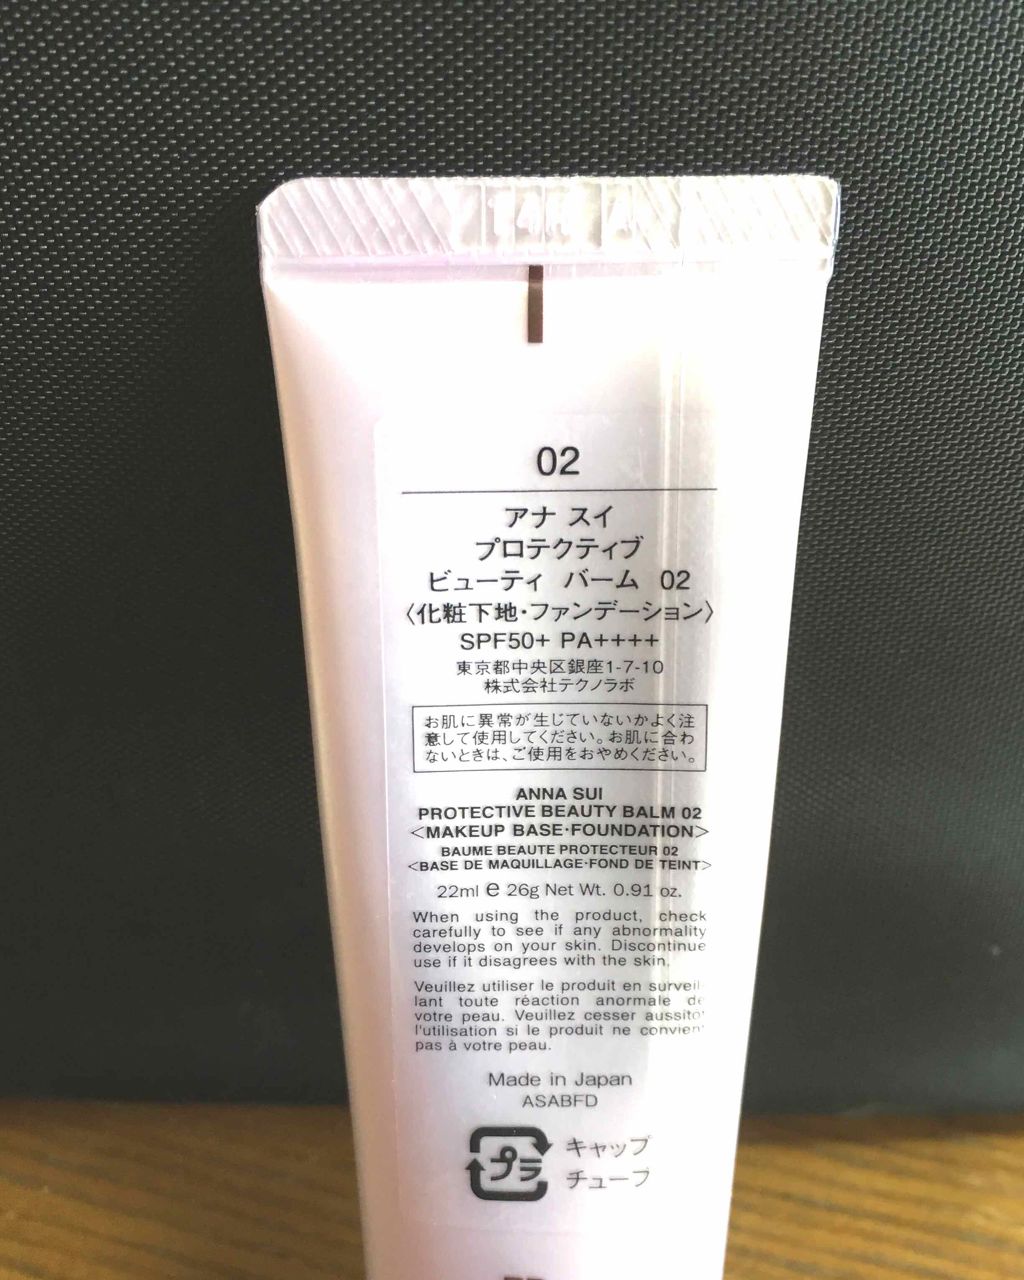 02
アナ スイ
プロテクティブ
ビューティ バーム 02
〈化粧下地・ファンデーション〉
SPF50+ PA++++
東京都中央区銀座1-7-10
株式会社テクノラボ
お肌に異常が生じていないかよく注
意して使用してください。お肌に合わ
ないときは、ご使用をおやめください。
ANNA SUI
PROTECTIVE BEAUTY BALM 02
<MAKEUP BASE・FOUNDATION>
BAUME BEAUTE PROTECTEUR 02
<BASE DE MAQUILLAGE・FOND DE TEINT>
22ml e 26g Net Wt. 0.91 oz.
When using the product, check
carefully to see if any abnormality
develops on your skin. Discontinue
use if it disagrees with the skin.
Veuillez utiliser le produit en surveil
lant toute réaction anormale de
votre peau. Veuillez cesser aussitôt
l'utilisation si le produit ne convient
pas à votre peau.
Made in Japan
ASABFD
プラ
キャップ
チューブ